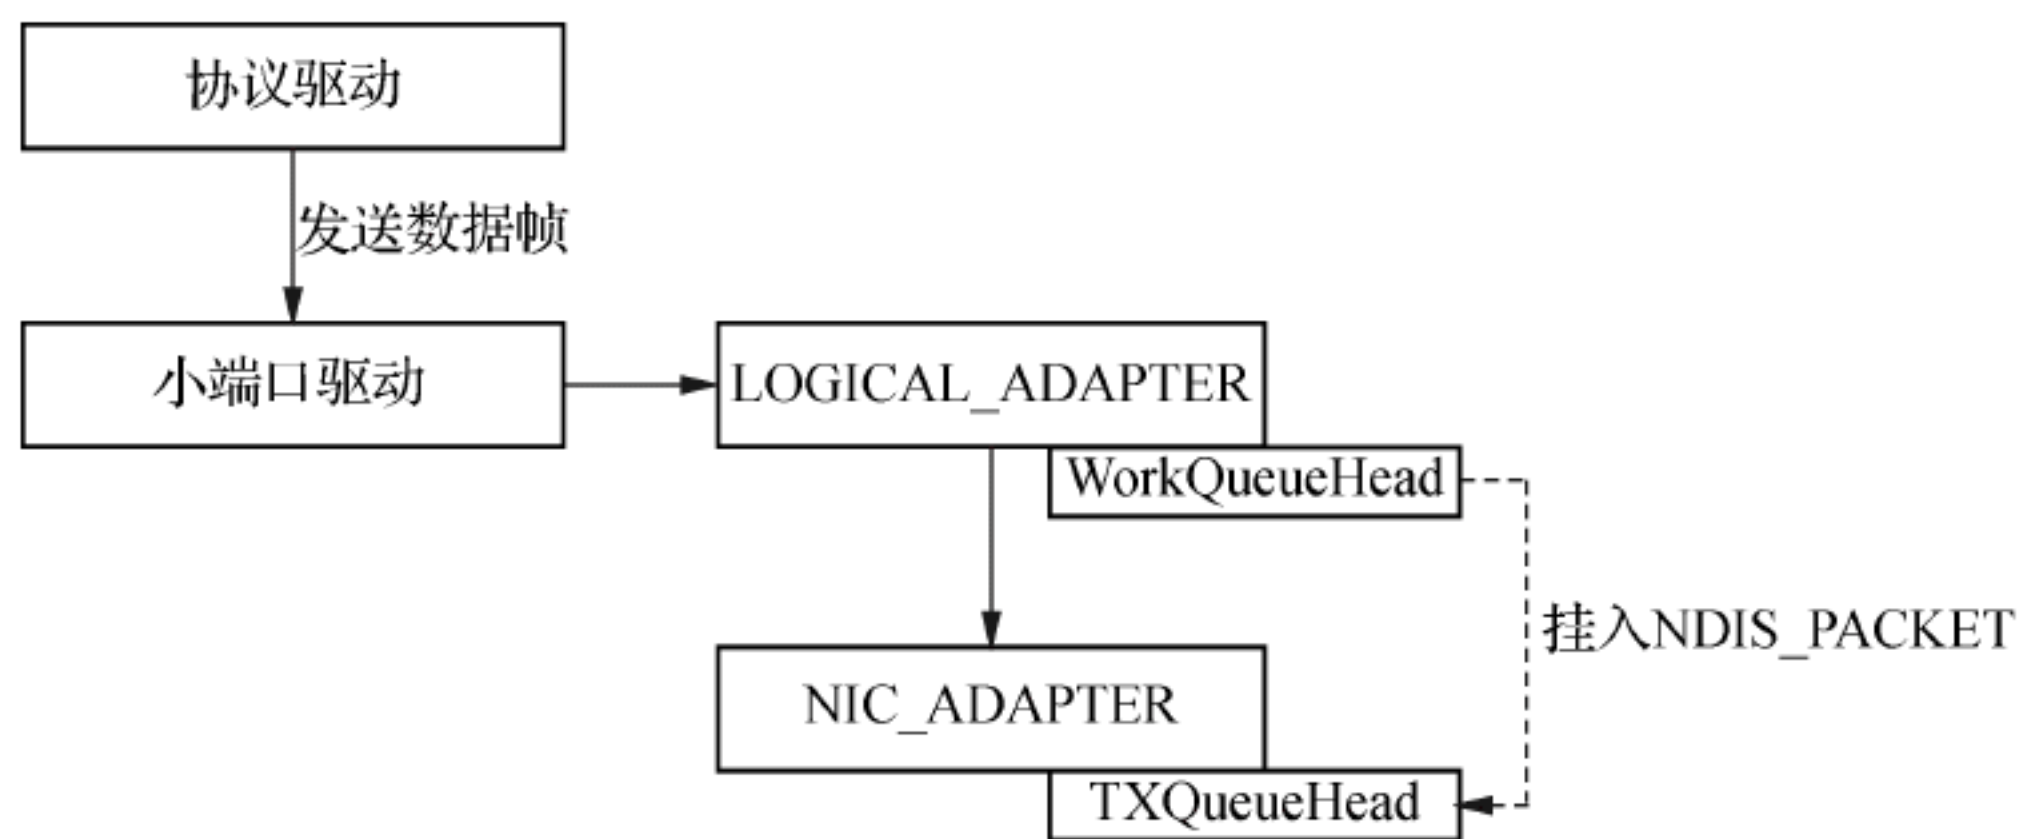 协议驱动
发送数据帧
小端口驱动
LOGICAL_ADAPTER
WorkQueueHead
挂入NDIS_PACKET
NIC_ADAPTER
TXQueueHead